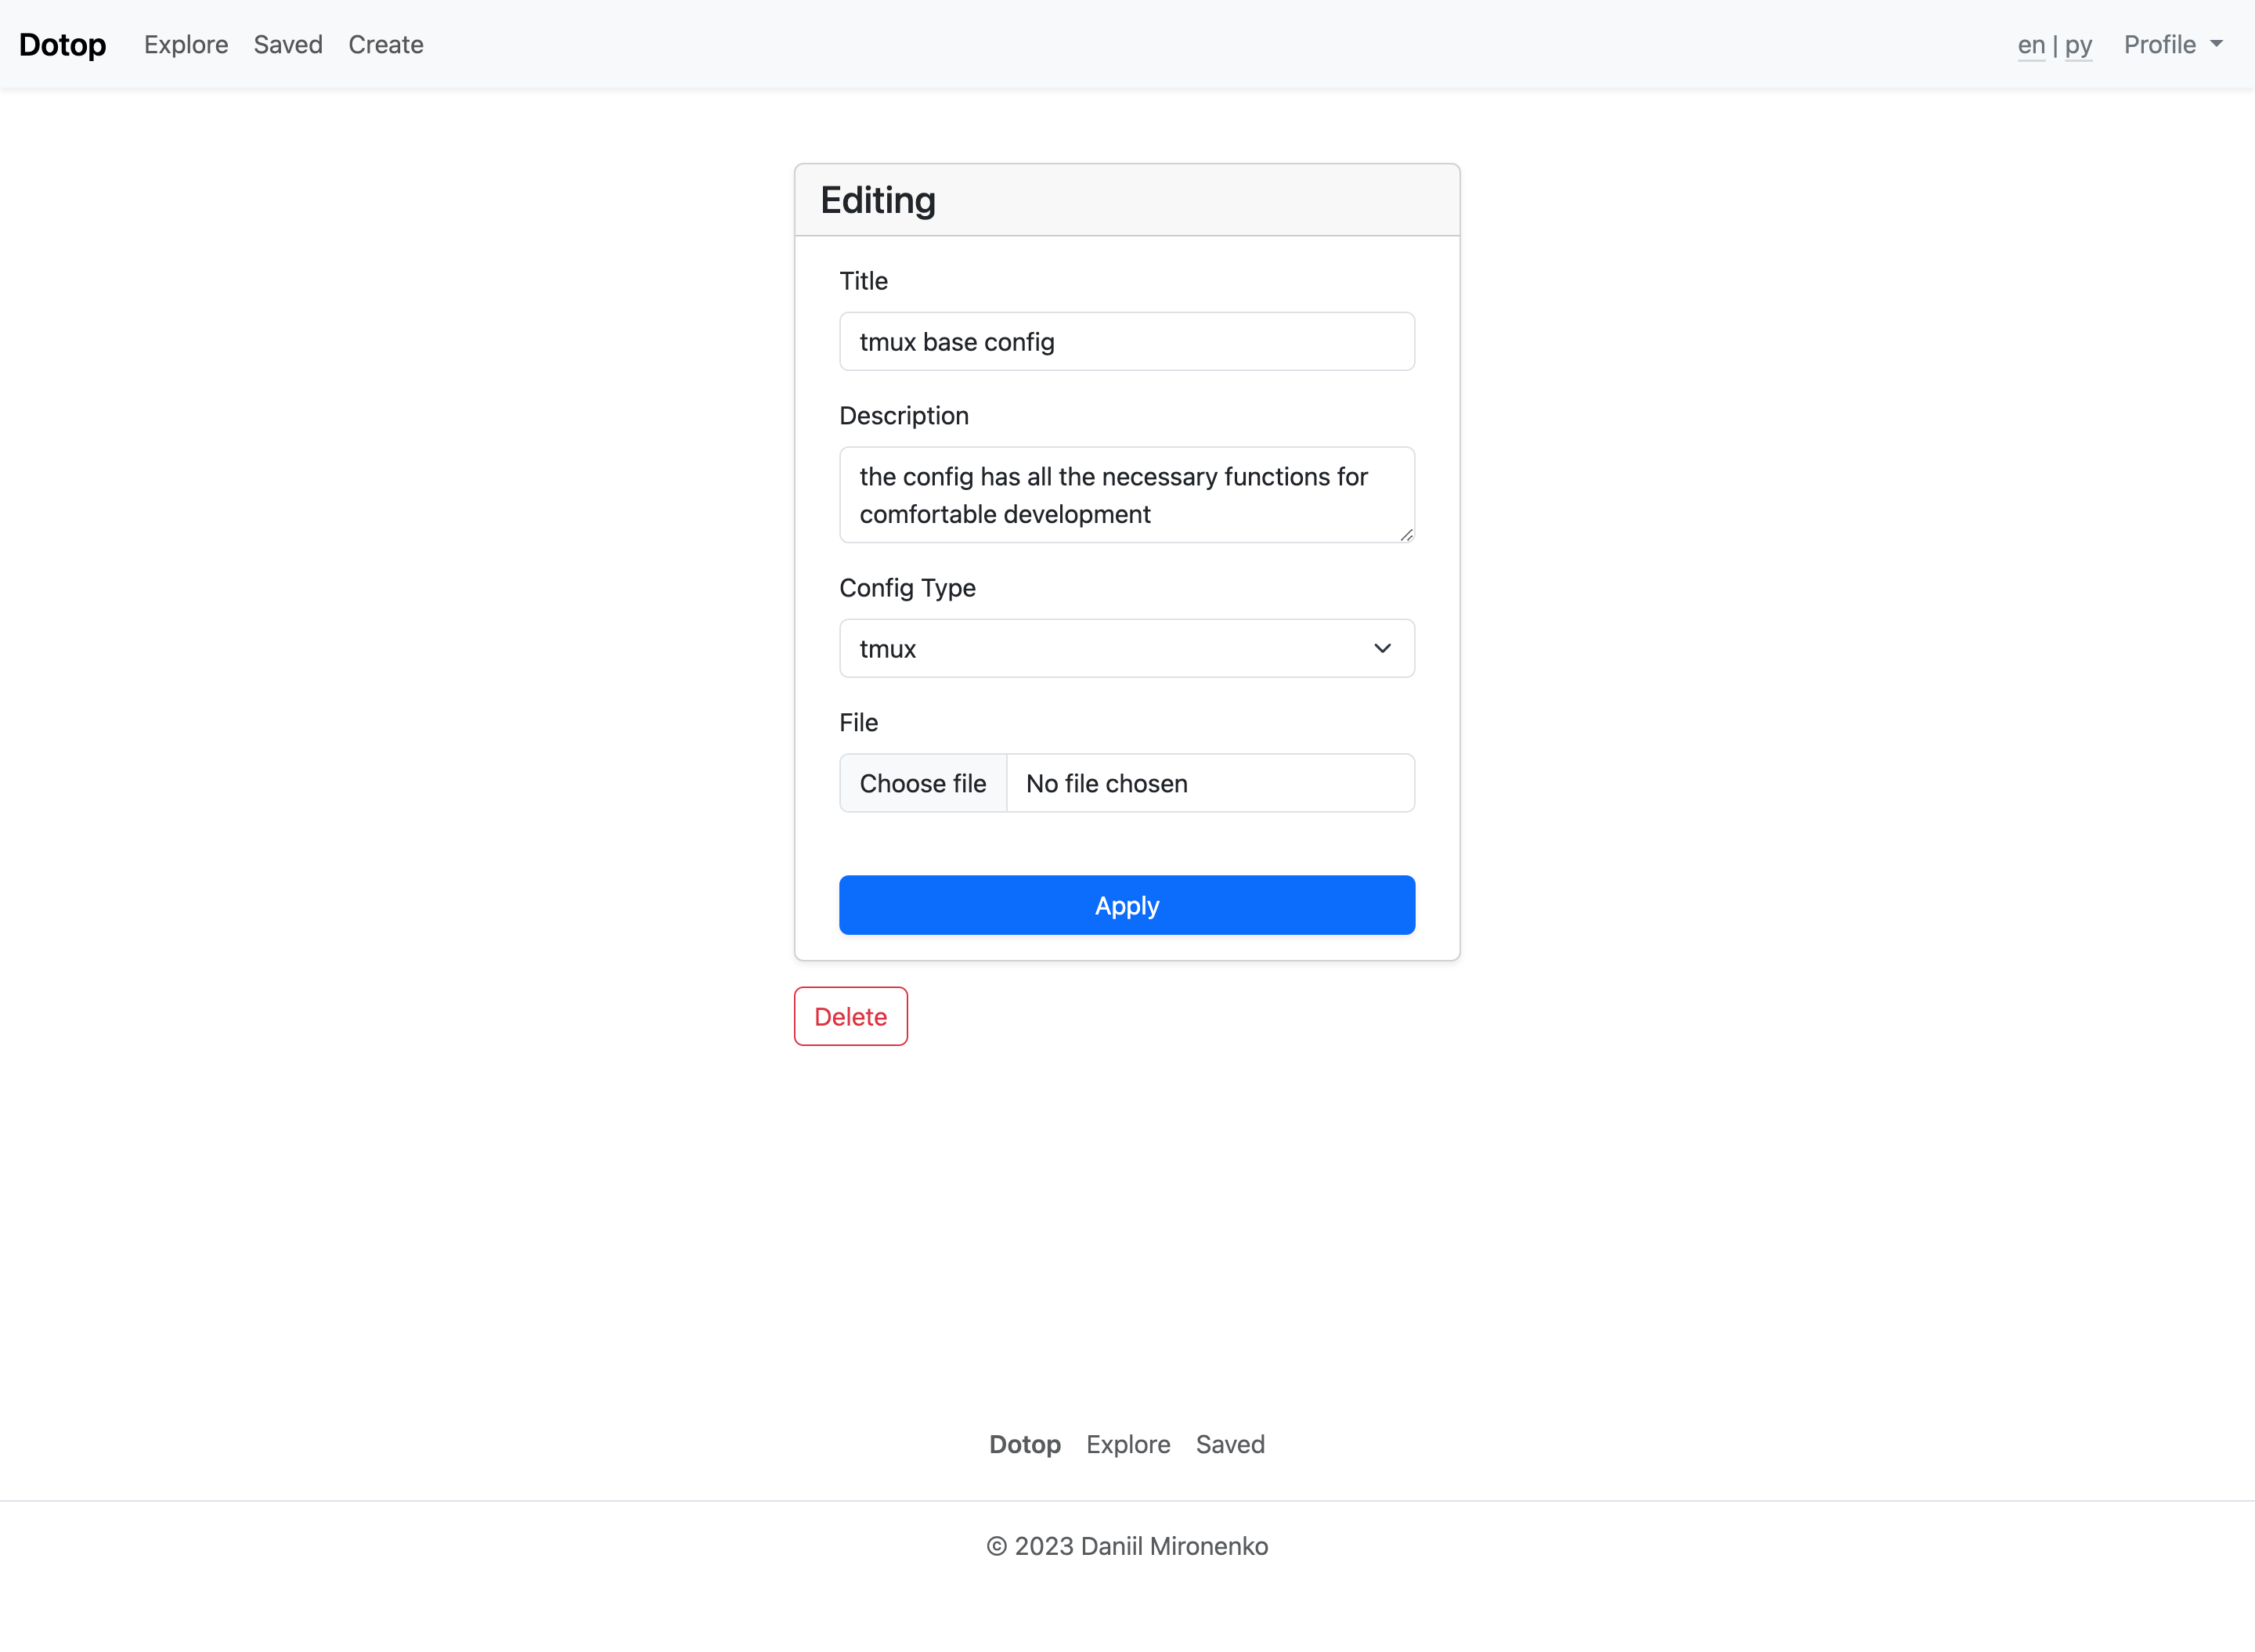 Dotop Explore Saved Create en | ру Profile
Editing
Title
tmux base config
Description
the config has all the necessary functions for
comfortable development
Config Type
tmux
File
Choose file No file chosen
Apply
Delete
Dotop Explore Saved
© 2023 Daniil Mironenko